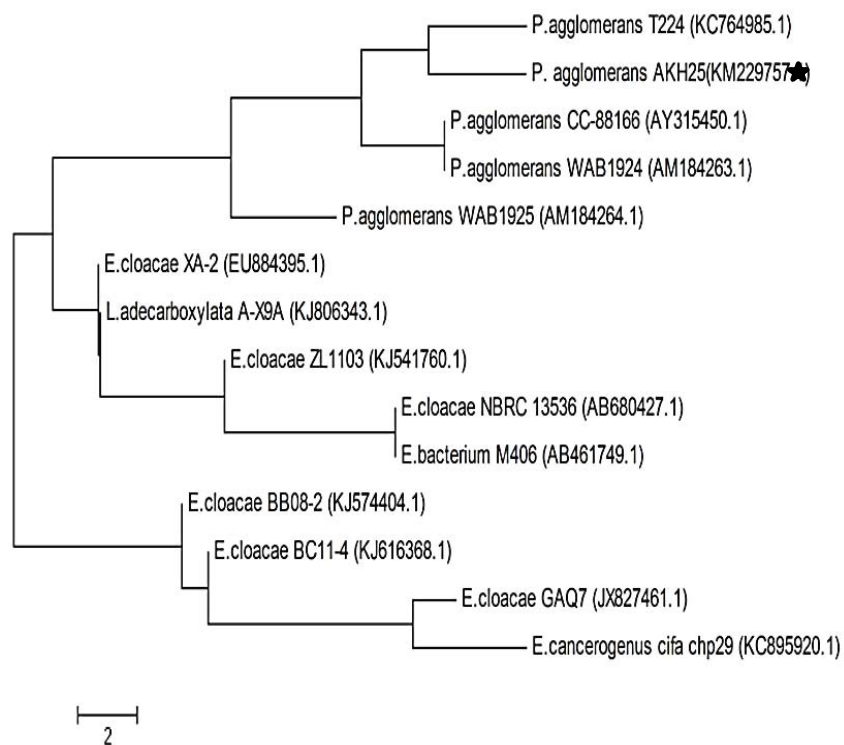 P.agglomerans T224 (KC764985.1)
P. agglomerans AKH25(KM229757
P.agglomerans CC-88166 (AY315450.1)
P.agglomerans WAB1924 (AM184263.1)
P.agglomerans WAB1925 (AM184264.1)
E.cloacae XA-2 (EU884395.1)
L.adecarboxylata A-X9A (KJ806343.1)
E.cloacae ZL1103 (KJ541760.1)
E.cloacae NBRC 13536 (AB680427.1)
E.bacterium M406 (AB461749.1)
E.cloacae BB08-2 (KJ574404.1)
E.cloacae BC11-4 (KJ616368.1)
E.cloacae GAQ7 (JX827461.1)
E.cancerogenus cifa chp29 (KC895920.1)
2